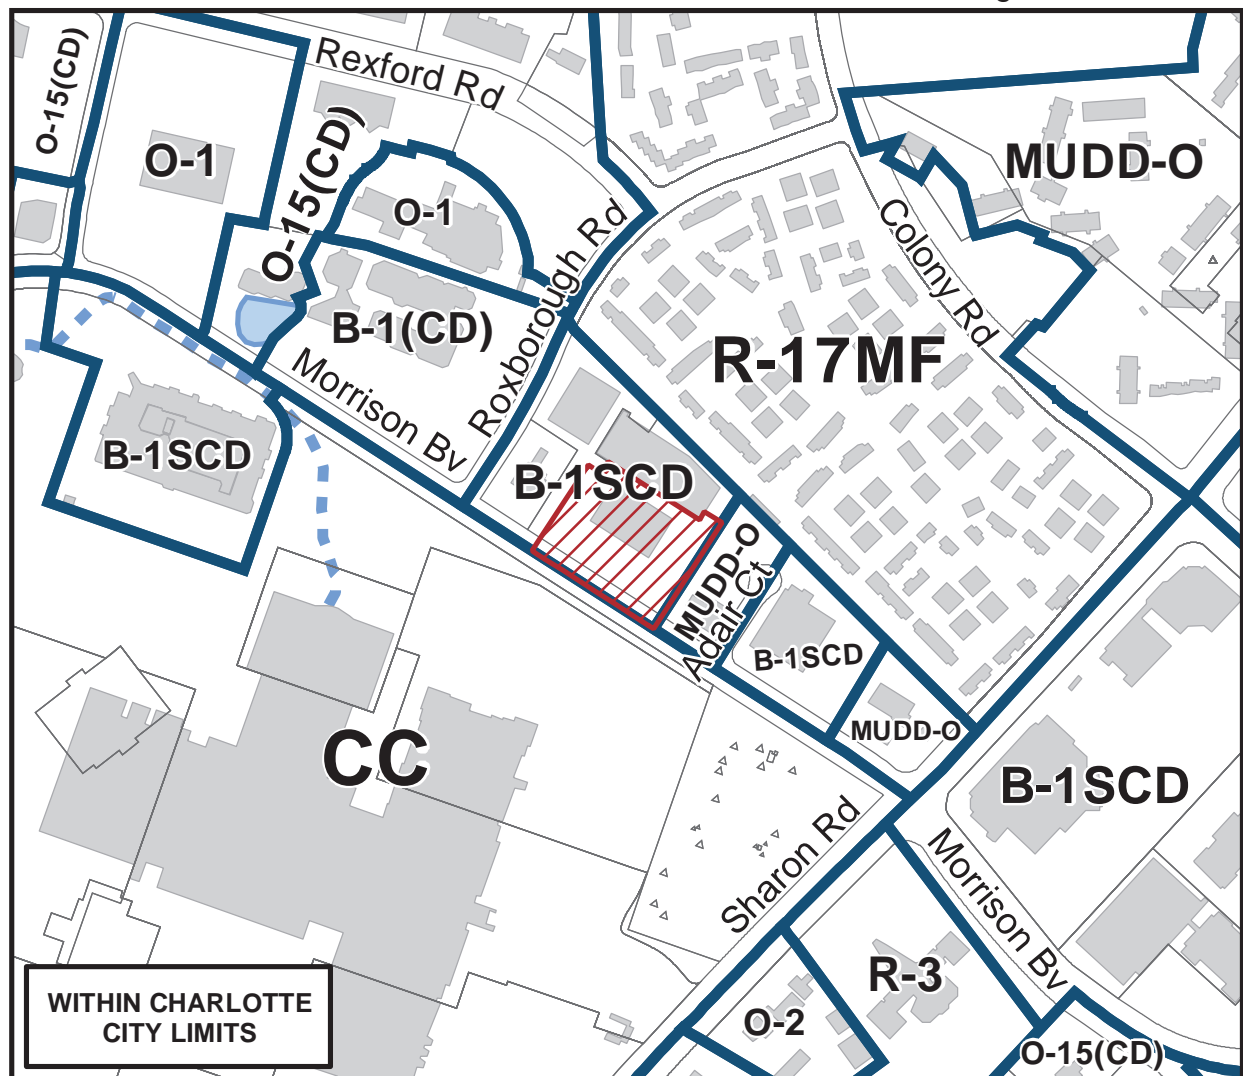 Rexford Rd
O-15(CD)
O-1
O-15(CD)
MUDD-O
O-1
Roxborough Rd
Colony Rd
B-1(CD)
R-17MF
Morrison Bv
B-1SCD
B-1SCD
MUDD-O
Adair Ct
B-1SCD
MUDD-O
CC
B-1SCD
Sharon Rd
Morrison Bv
R-3
O-2
O-15(CD)
WITHIN CHARLOTTE
CITY LIMITS